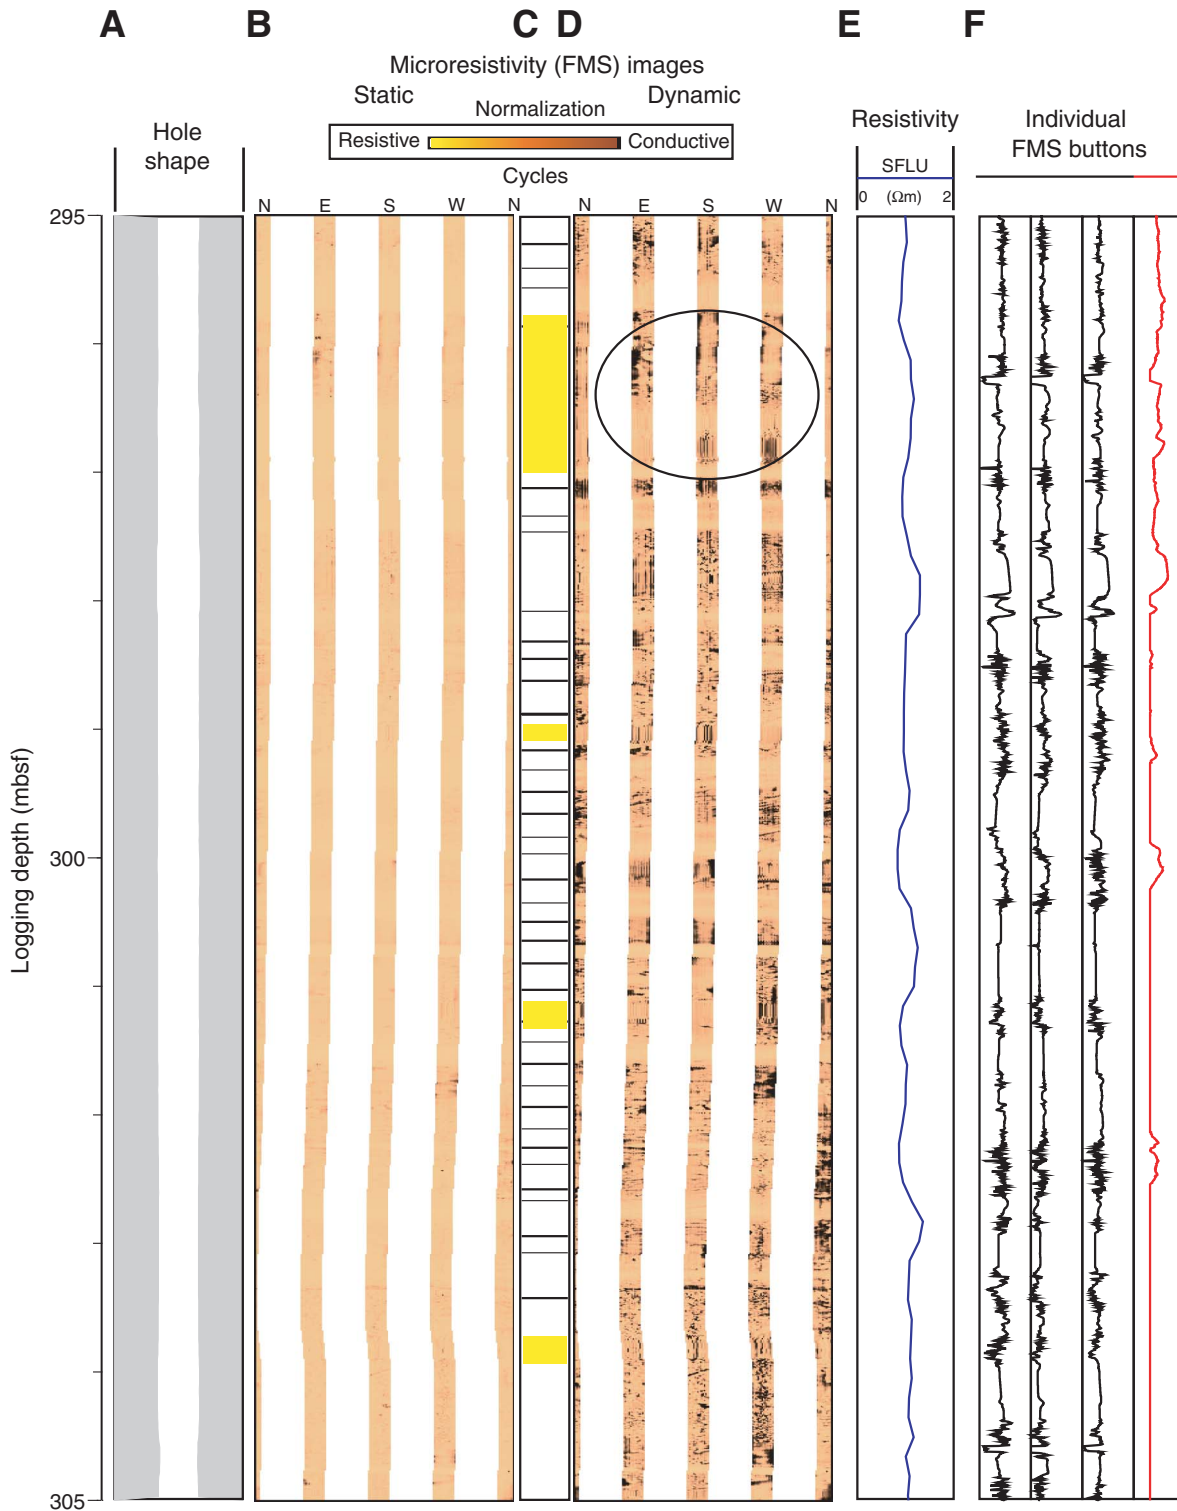 A B C D E F
Microresistivity (FMS) images
Static Dynamic
Normalization
Resistive Conductive
Cycles
Hole
shape
Resistivity
SFLU
0 (Ωm) 2
Individual
FMS buttons
N E S W N N E S W N
295
300
305
Logging depth (mbsf)